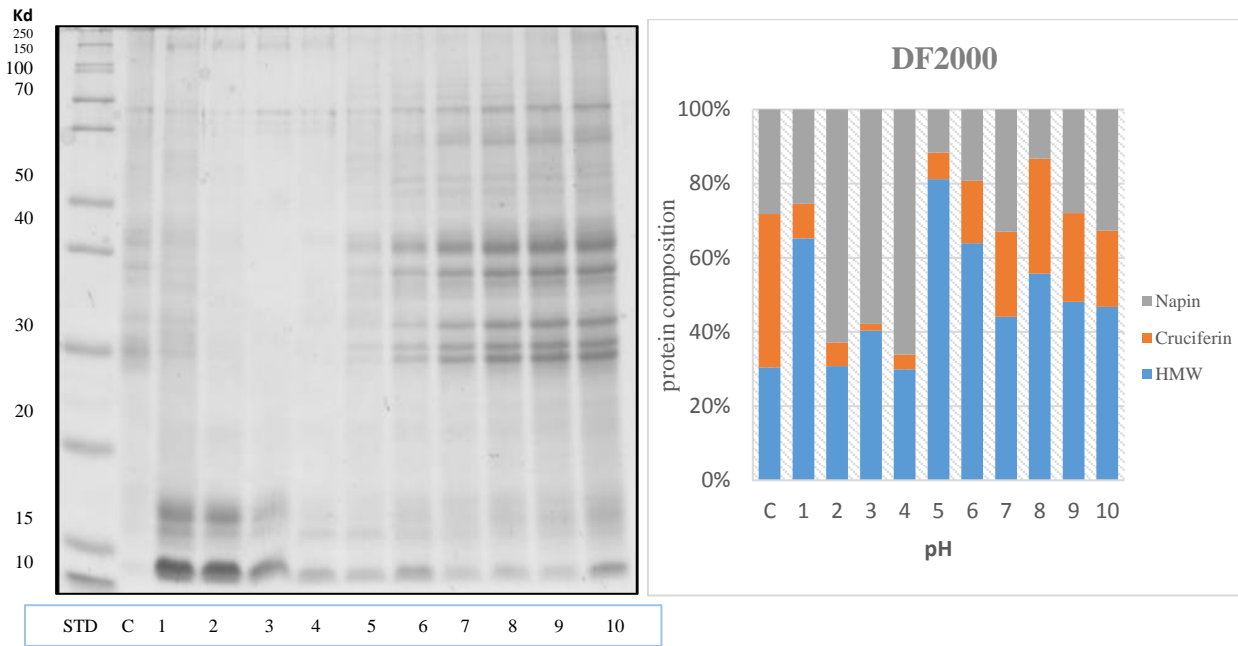 Kd
250
150
100
70
50
40
30
20
15
10
STD C 1 2 3 4 5 6 7 8 9 10
DF2000
100%
80%
60%
40%
20%
0%
protein composition
C 1 2 3 4 5 6 7 8 9 10
pH
Napin
Cruciferin
HMW